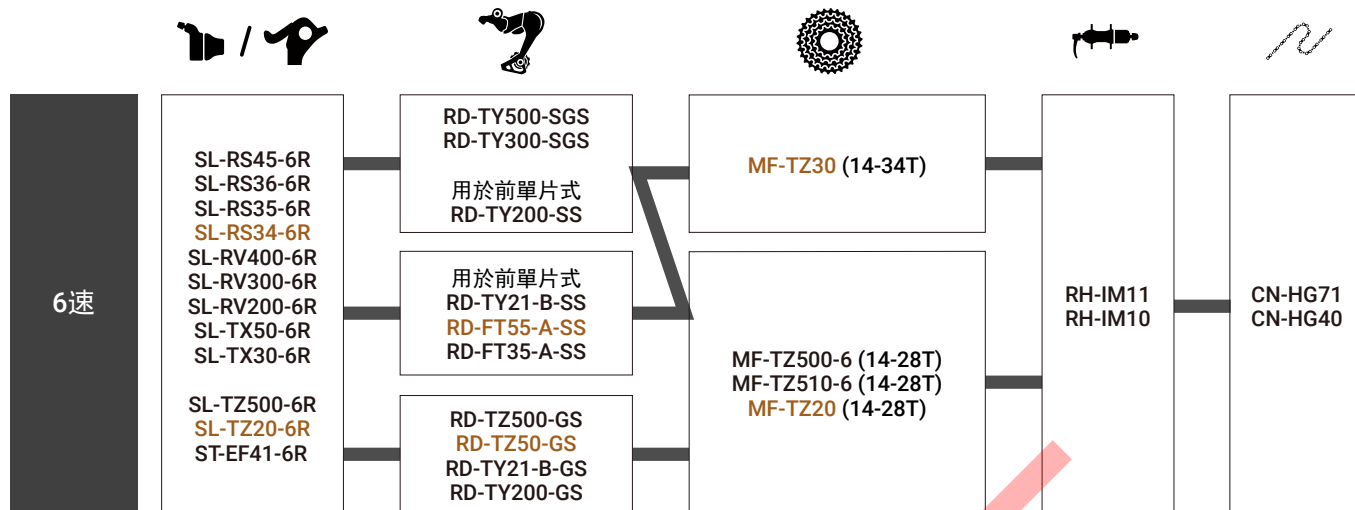 6速
SL-RS45-6R
SL-RS36-6R
SL-RS35-6R
SL-RS34-6R
SL-RV400-6R
SL-RV300-6R
SL-RV200-6R
SL-TX50-6R
SL-TX30-6R
SL-TZ500-6R
SL-TZ20-6R
ST-EF41-6R
RD-TY500-SGS
RD-TY300-SGS
用於前單片式
RD-TY200-SS
用於前單片式
RD-TY21-B-SS
RD-FT55-A-SS
RD-FT35-A-SS
RD-TZ500-GS
RD-TZ50-GS
RD-TY21-B-GS
RD-TY200-GS
MF-TZ30 (14-34T)
MF-TZ500-6 (14-28T)
MF-TZ510-6 (14-28T)
MF-TZ20 (14-28T)
RH-IM11
RH-IM10
CN-HG71
CN-HG40